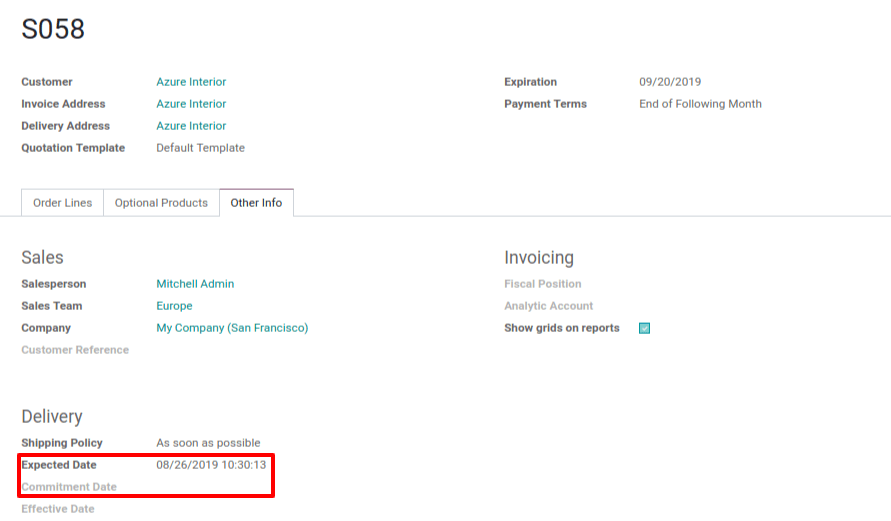 S058
Customer Azure Interior
Invoice Address Azure Interior
Delivery Address Azure Interior
Quotation Template Default Template
Expiration 09/20/2019
Payment Terms End of Following Month
Order Lines Optional Products Other Info
Sales
Salesperson Mitchell Admin
Sales Team Europe
Company My Company (San Francisco)
Customer Reference
Invoicing
Fiscal Position
Analytic Account
Show grids on reports
Delivery
Shipping Policy As soon as possible
Expected Date 08/26/2019 10:30:13
Commitment Date
Effective Date